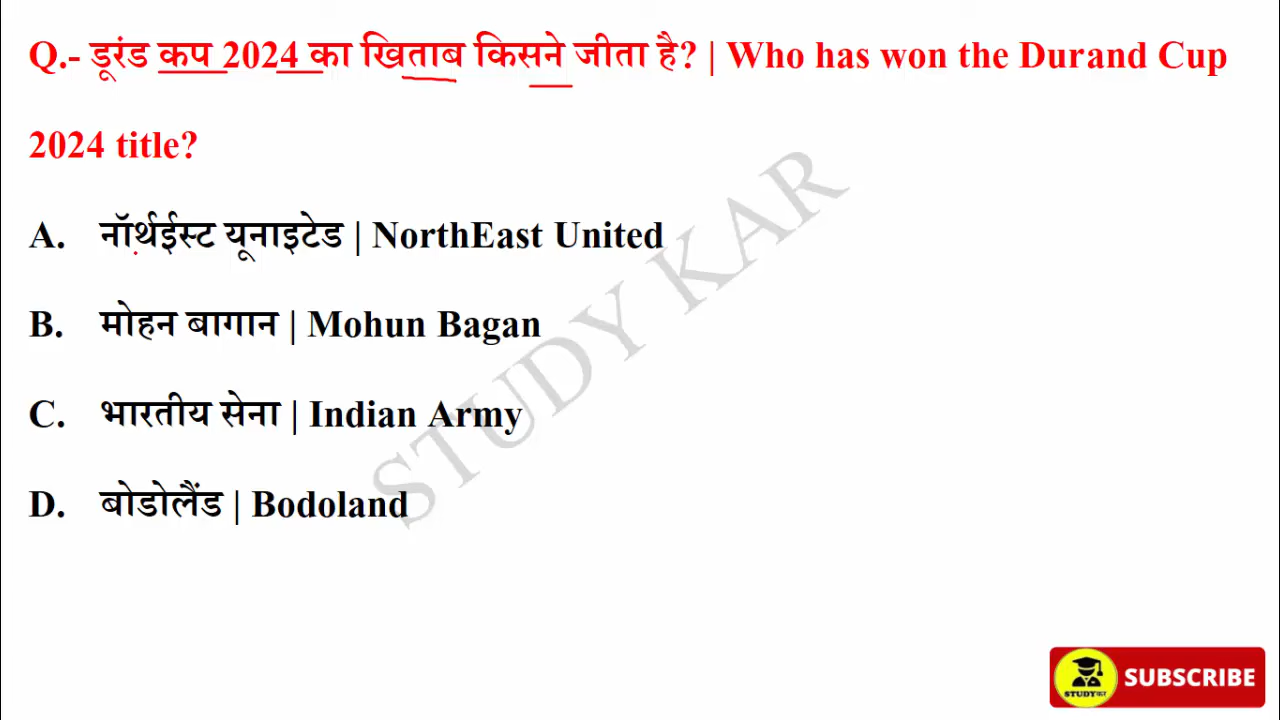 Q.- डूरंड कप 2024 का खिताब किसने जीता है? | Who has won the Durand Cup
2024 title?
A. नॉर्थईस्ट यूनाइटेड | NorthEast United
B. मोहन बागान | Mohun Bagan
C. भारतीय सेना | Indian Army
D. बोडोलैंड | Bodoland
STUDY KAR
STUDYकर
SUBSCRIBE